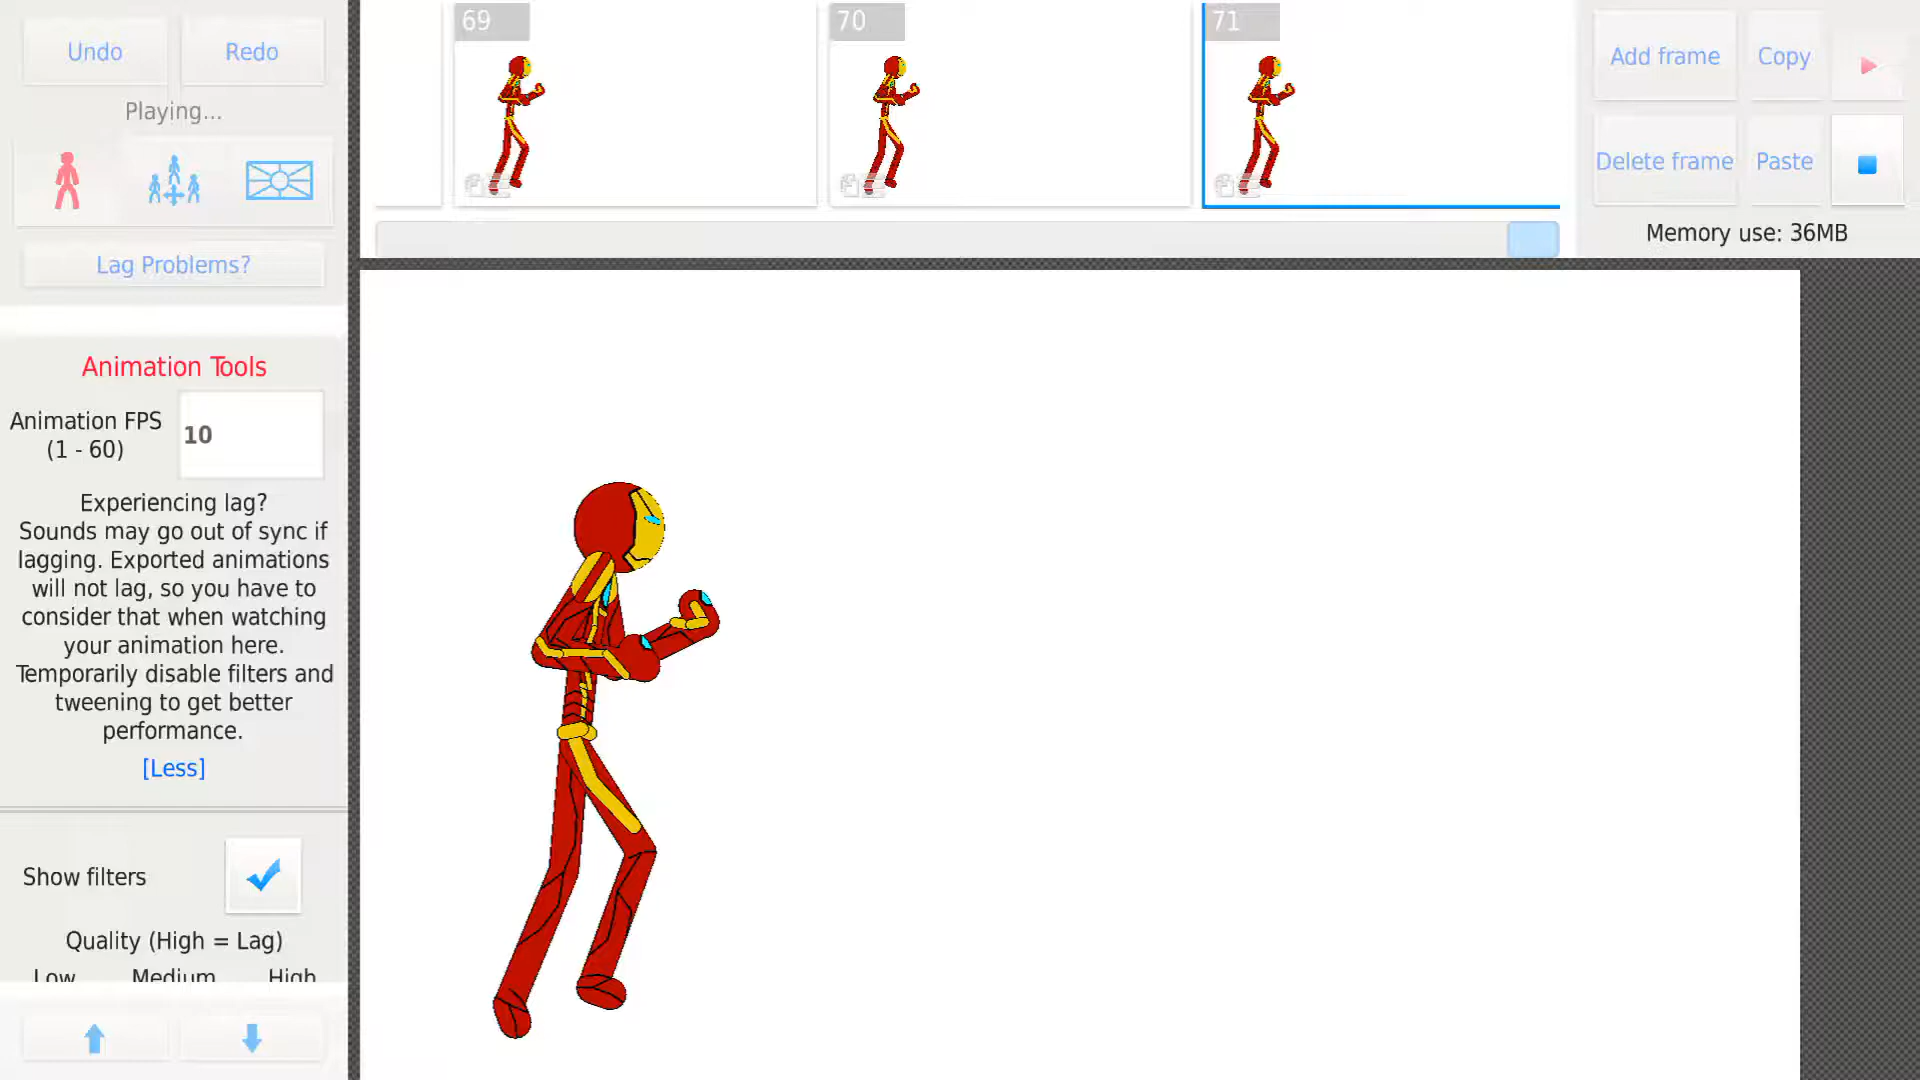 Undo
Redo
Playing...
Lag Problems?
69
70
71
Add frame
Copy
Delete frame
Paste
Memory use: 36MB
Animation Tools
Animation FPS
(1 - 60)
10
Experiencing lag?
Sounds may go out of sync if
lagging. Exported animations
will not lag, so you have to
consider that when watching
your animation here.
Temporarily disable filters and
tweening to get better
performance.
[Less]
Show filters
Quality (High = Lag)
Low
Medium
High